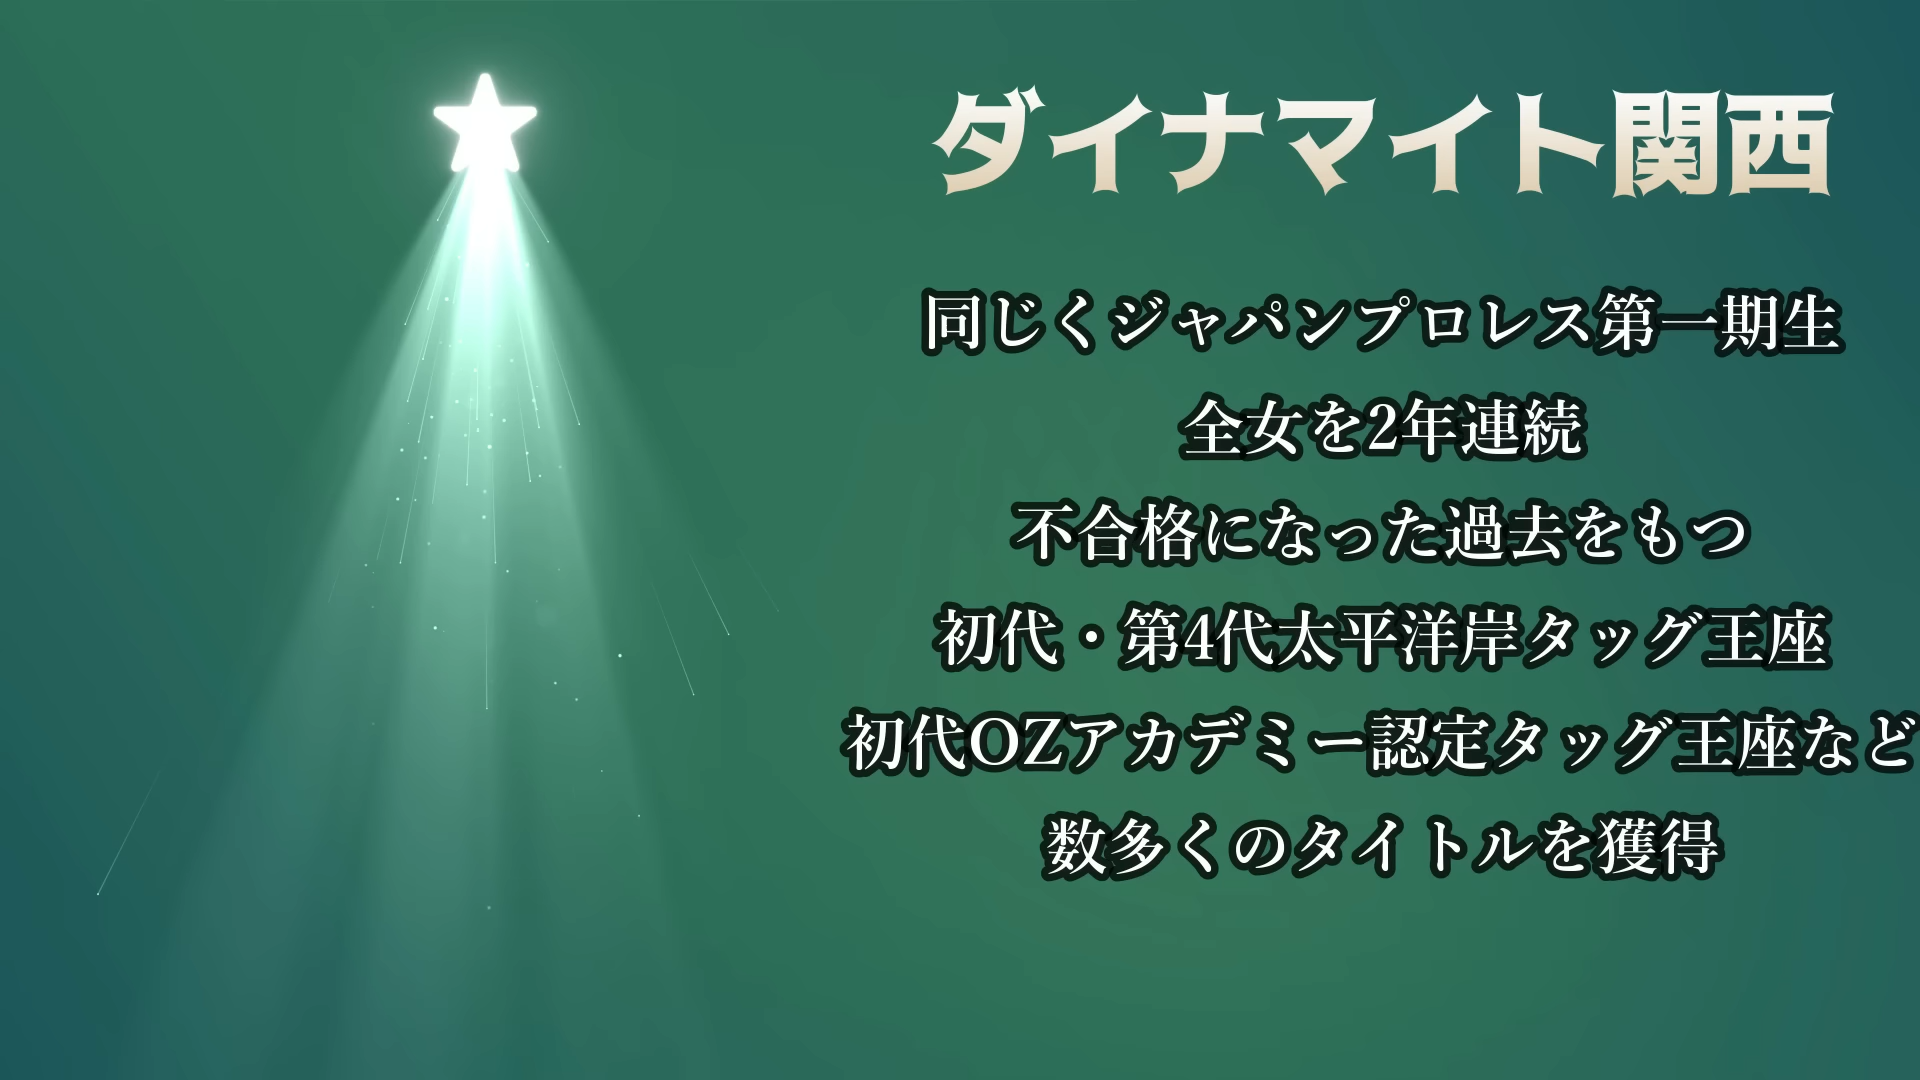 ダイナマイト関西
同じくジャパンプロレス第一期生
全女を2年連続
不合格になった過去をもつ
初代・第4代太平洋岸タッグ王座
初代OZアカデミー認定タッグ王座など
数多くのタイトルを獲得